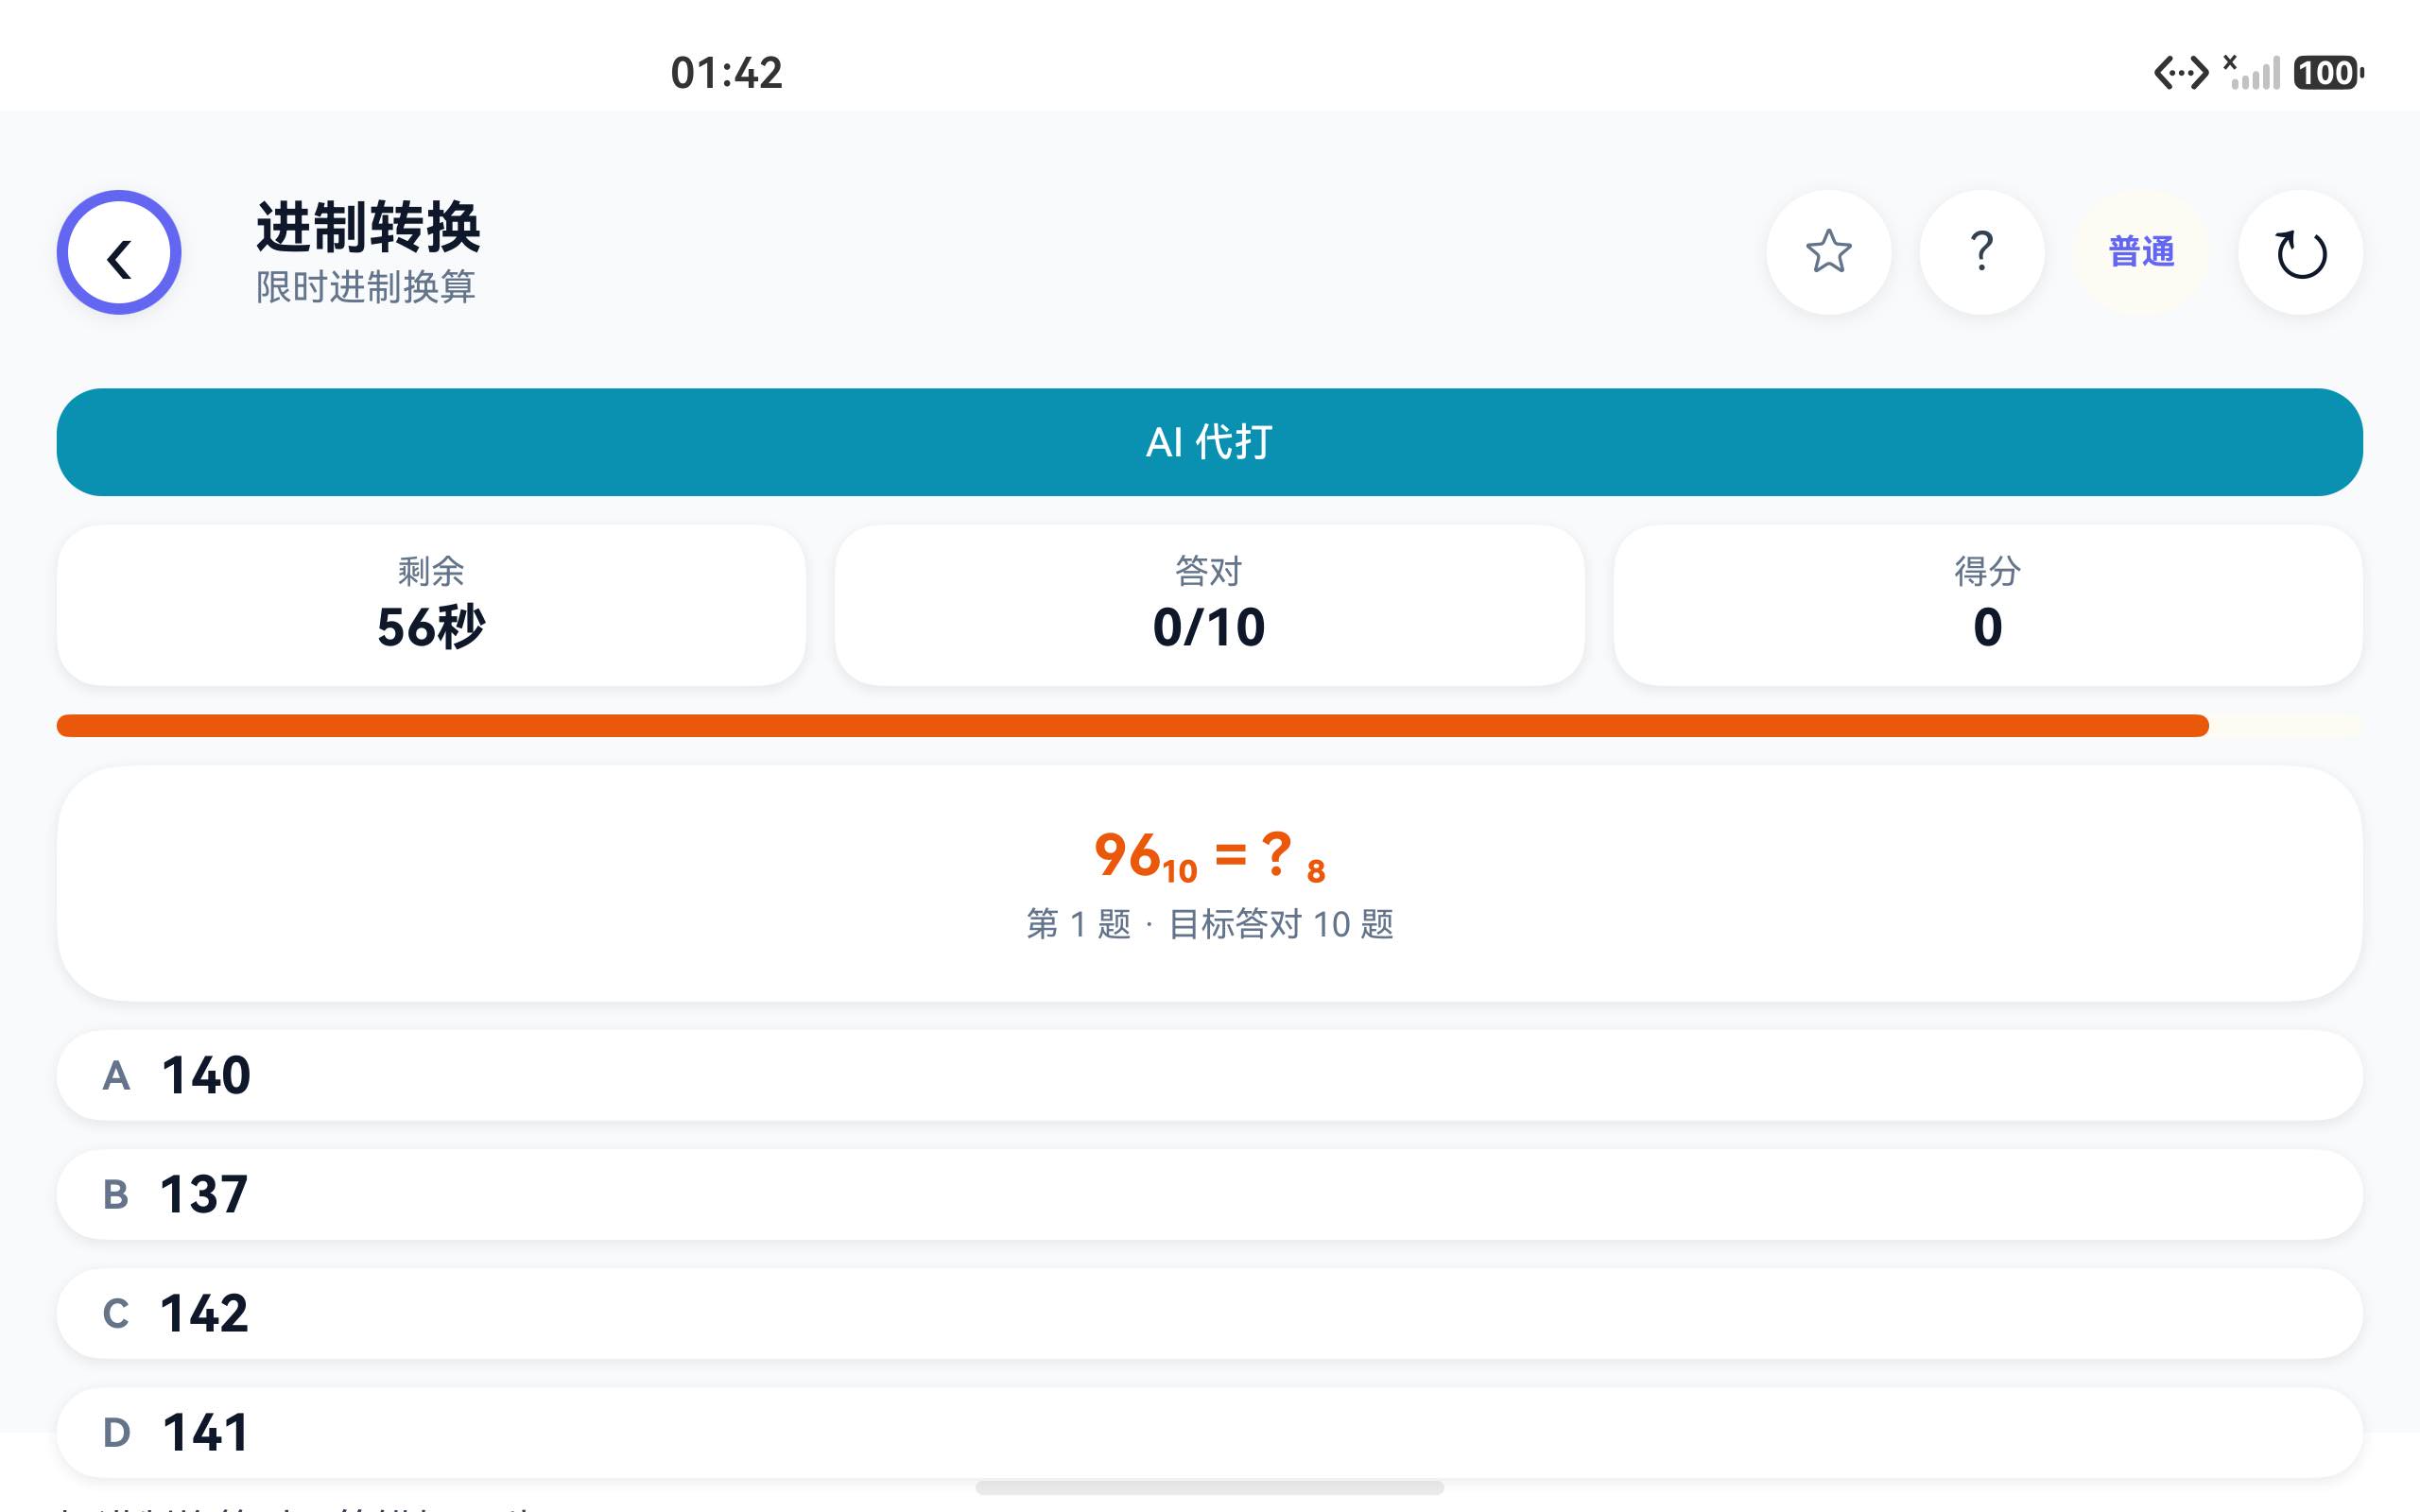 01:42
100
进制转换
限时进制换算
?
普通
AI 代打
剩余
56秒
答对
0/10
得分
0
96₁₀ = ? ₈
第 1 题 · 目标答对 10 题
A 140
B 137
C 142
D 141